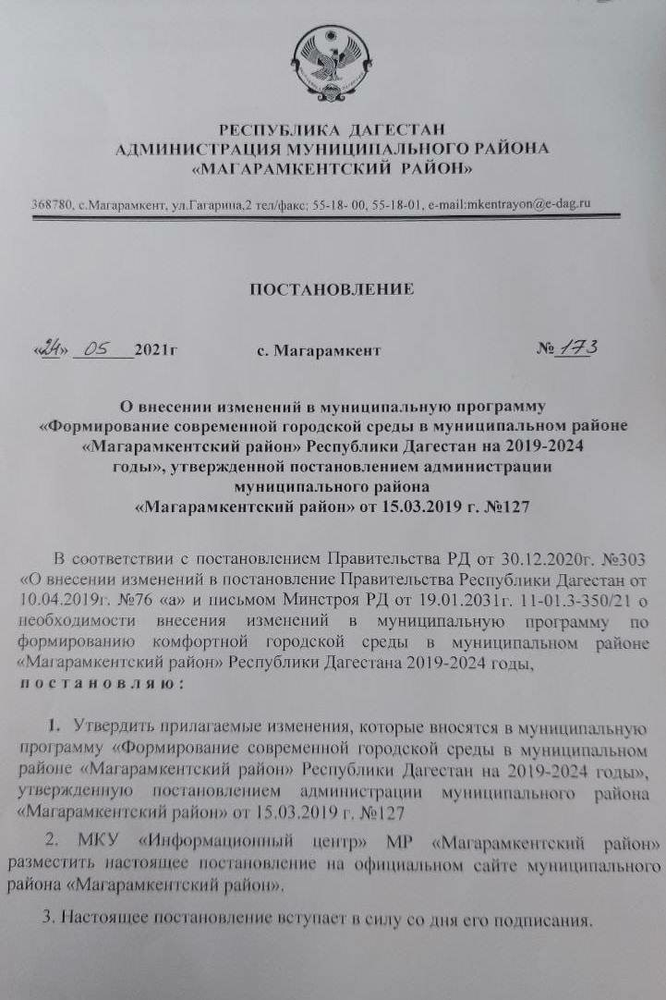 РЕСПУБЛИКА ДАГЕСТАН
АДМИНИСТРАЦИЯ МУНИЦИПАЛЬНОГО РАЙОНА
«МАГАРАМКЕНТСКИЙ РАЙОН»
368780, с.Магарамкент, ул.Гагарина,2 тел/факс: 55-18- 00, 55-18-01, e-mail:mkentrayon@e-dag.ru
ПОСТАНОВЛЕНИЕ
«24» 05 2021г с. Магарамкент № 173
О внесении изменений в муниципальную программу
«Формирование современной городской среды в муниципальном районе
«Магарамкентский район» Республики Дагестан на 2019-2024
годы», утвержденной постановлением администрации
муниципального района
«Магарамкентский район» от 15.03.2019 г. №127
В соответствии с постановлением Правительства РД от 30.12.2020г. №303
«О внесении изменений в постановление Правительства Республики Дагестан от
10.04.2019г. №76 «а» и письмом Минстроя РД от 19.01.2031г. 11-01.3-350/21 о
необходимости внесения изменений в муниципальную программу по
формированию комфортной городской среды в муниципальном районе
«Магарамкентский район» Республики Дагестана 2019-2024 годы,
п о с т а н о в л я ю :
1. Утвердить прилагаемые изменения, которые вносятся в муниципальную
программу «Формирование современной городской среды в муниципальном
районе «Магарамкентский район» Республики Дагестан на 2019-2024 годы»,
утвержденную постановлением администрации муниципального района
«Магарамкентский район» от 15.03.2019 г. №127
2. МКУ «Информационный центр» МР «Магарамкентский район»
разместить настоящее постановление на официальном сайте муниципального
района «Магарамкентский район».
3. Настоящее постановление вступает в силу со дня его подписания.